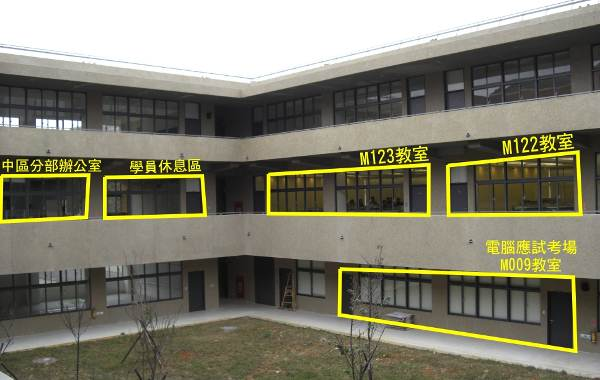 中區分部辦公室
學員休息區
M123教室
M122教室
電腦應試考場
M009教室